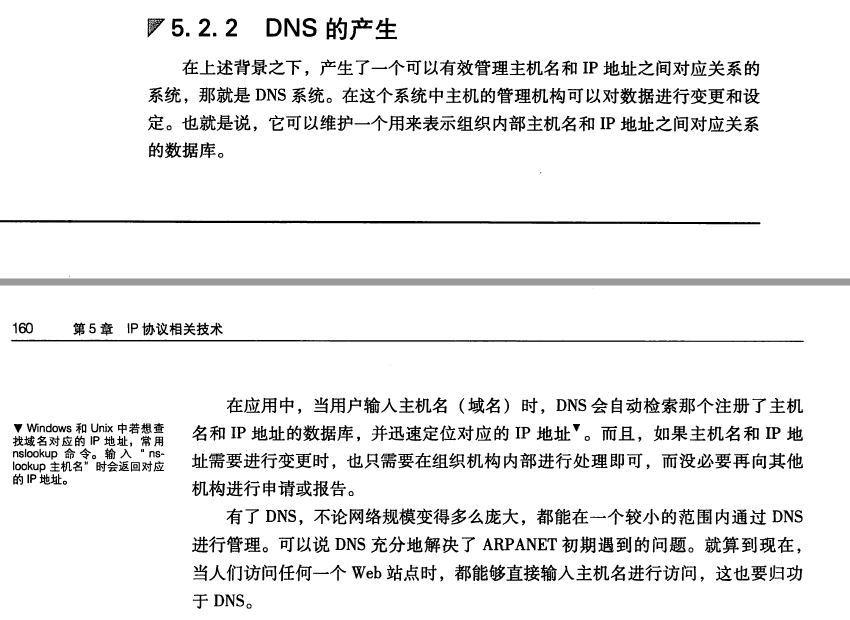 5.2.2 DNS 的产生
在上述背景之下，产生了一个可以有效管理主机名和 IP 地址之间对应关系的
系统，那就是 DNS 系统。在这个系统中主机的管理机构可以对数据进行变更和设
定。也就是说，它可以维护一个用来表示组织内部主机名和 IP 地址之间对应关系
的数据库。
160 第 5 章 IP 协议相关技术
在应用中，当用户输入主机名（域名）时，DNS 会自动检索那个注册了主机
名和 IP 地址的数据库，并迅速定位对应的 IP 地址▼。而且，如果主机名和 IP 地
址需要进行变更时，也只需要在组织机构内部进行处理即可，而没必要再向其他
机构进行申请或报告。
▼ Windows 和 Unix 中若想查
找域名对应的 IP 地址，常用
nslookup 命令。输入 "ns-
lookup 主机名" 时会返回对应
的 IP 地址。
有了 DNS，不论网络规模变得多么庞大，都能在一个较小的范围内通过 DNS
进行管理。可以说 DNS 充分地解决了 ARPANET 初期遇到的问题。就算到现在，
当人们访问任何一个 Web 站点时，都能够直接输入主机名进行访问，这也要归功
于 DNS。